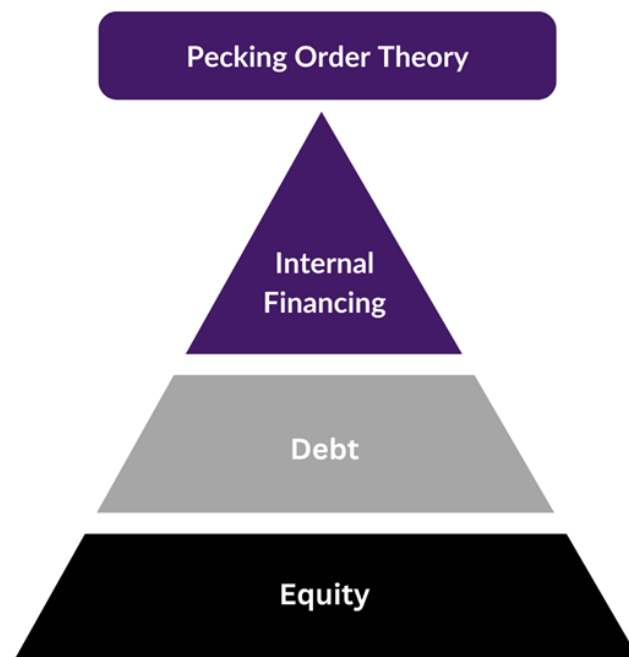 Pecking Order Theory
Internal
Financing
Debt
Equity